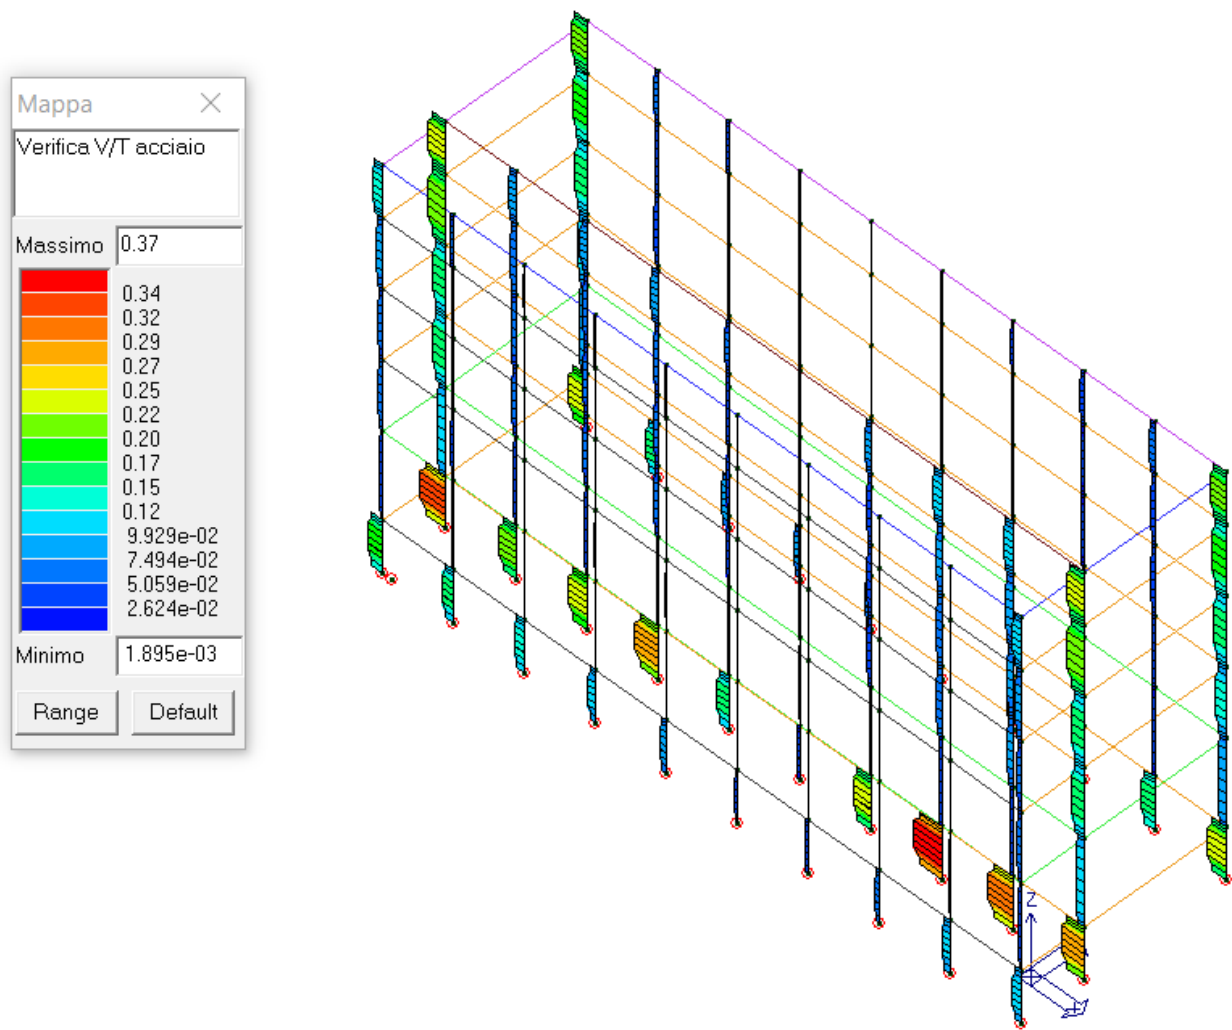 Mappa
Verifica V/T acciaio
Massimo 0.37
0.34
0.32
0.29
0.27
0.25
0.22
0.20
0.17
0.15
0.12
9.929e-02
7.494e-02
5.059e-02
2.624e-02
Minimo 1.895e-03
Range Default
Z